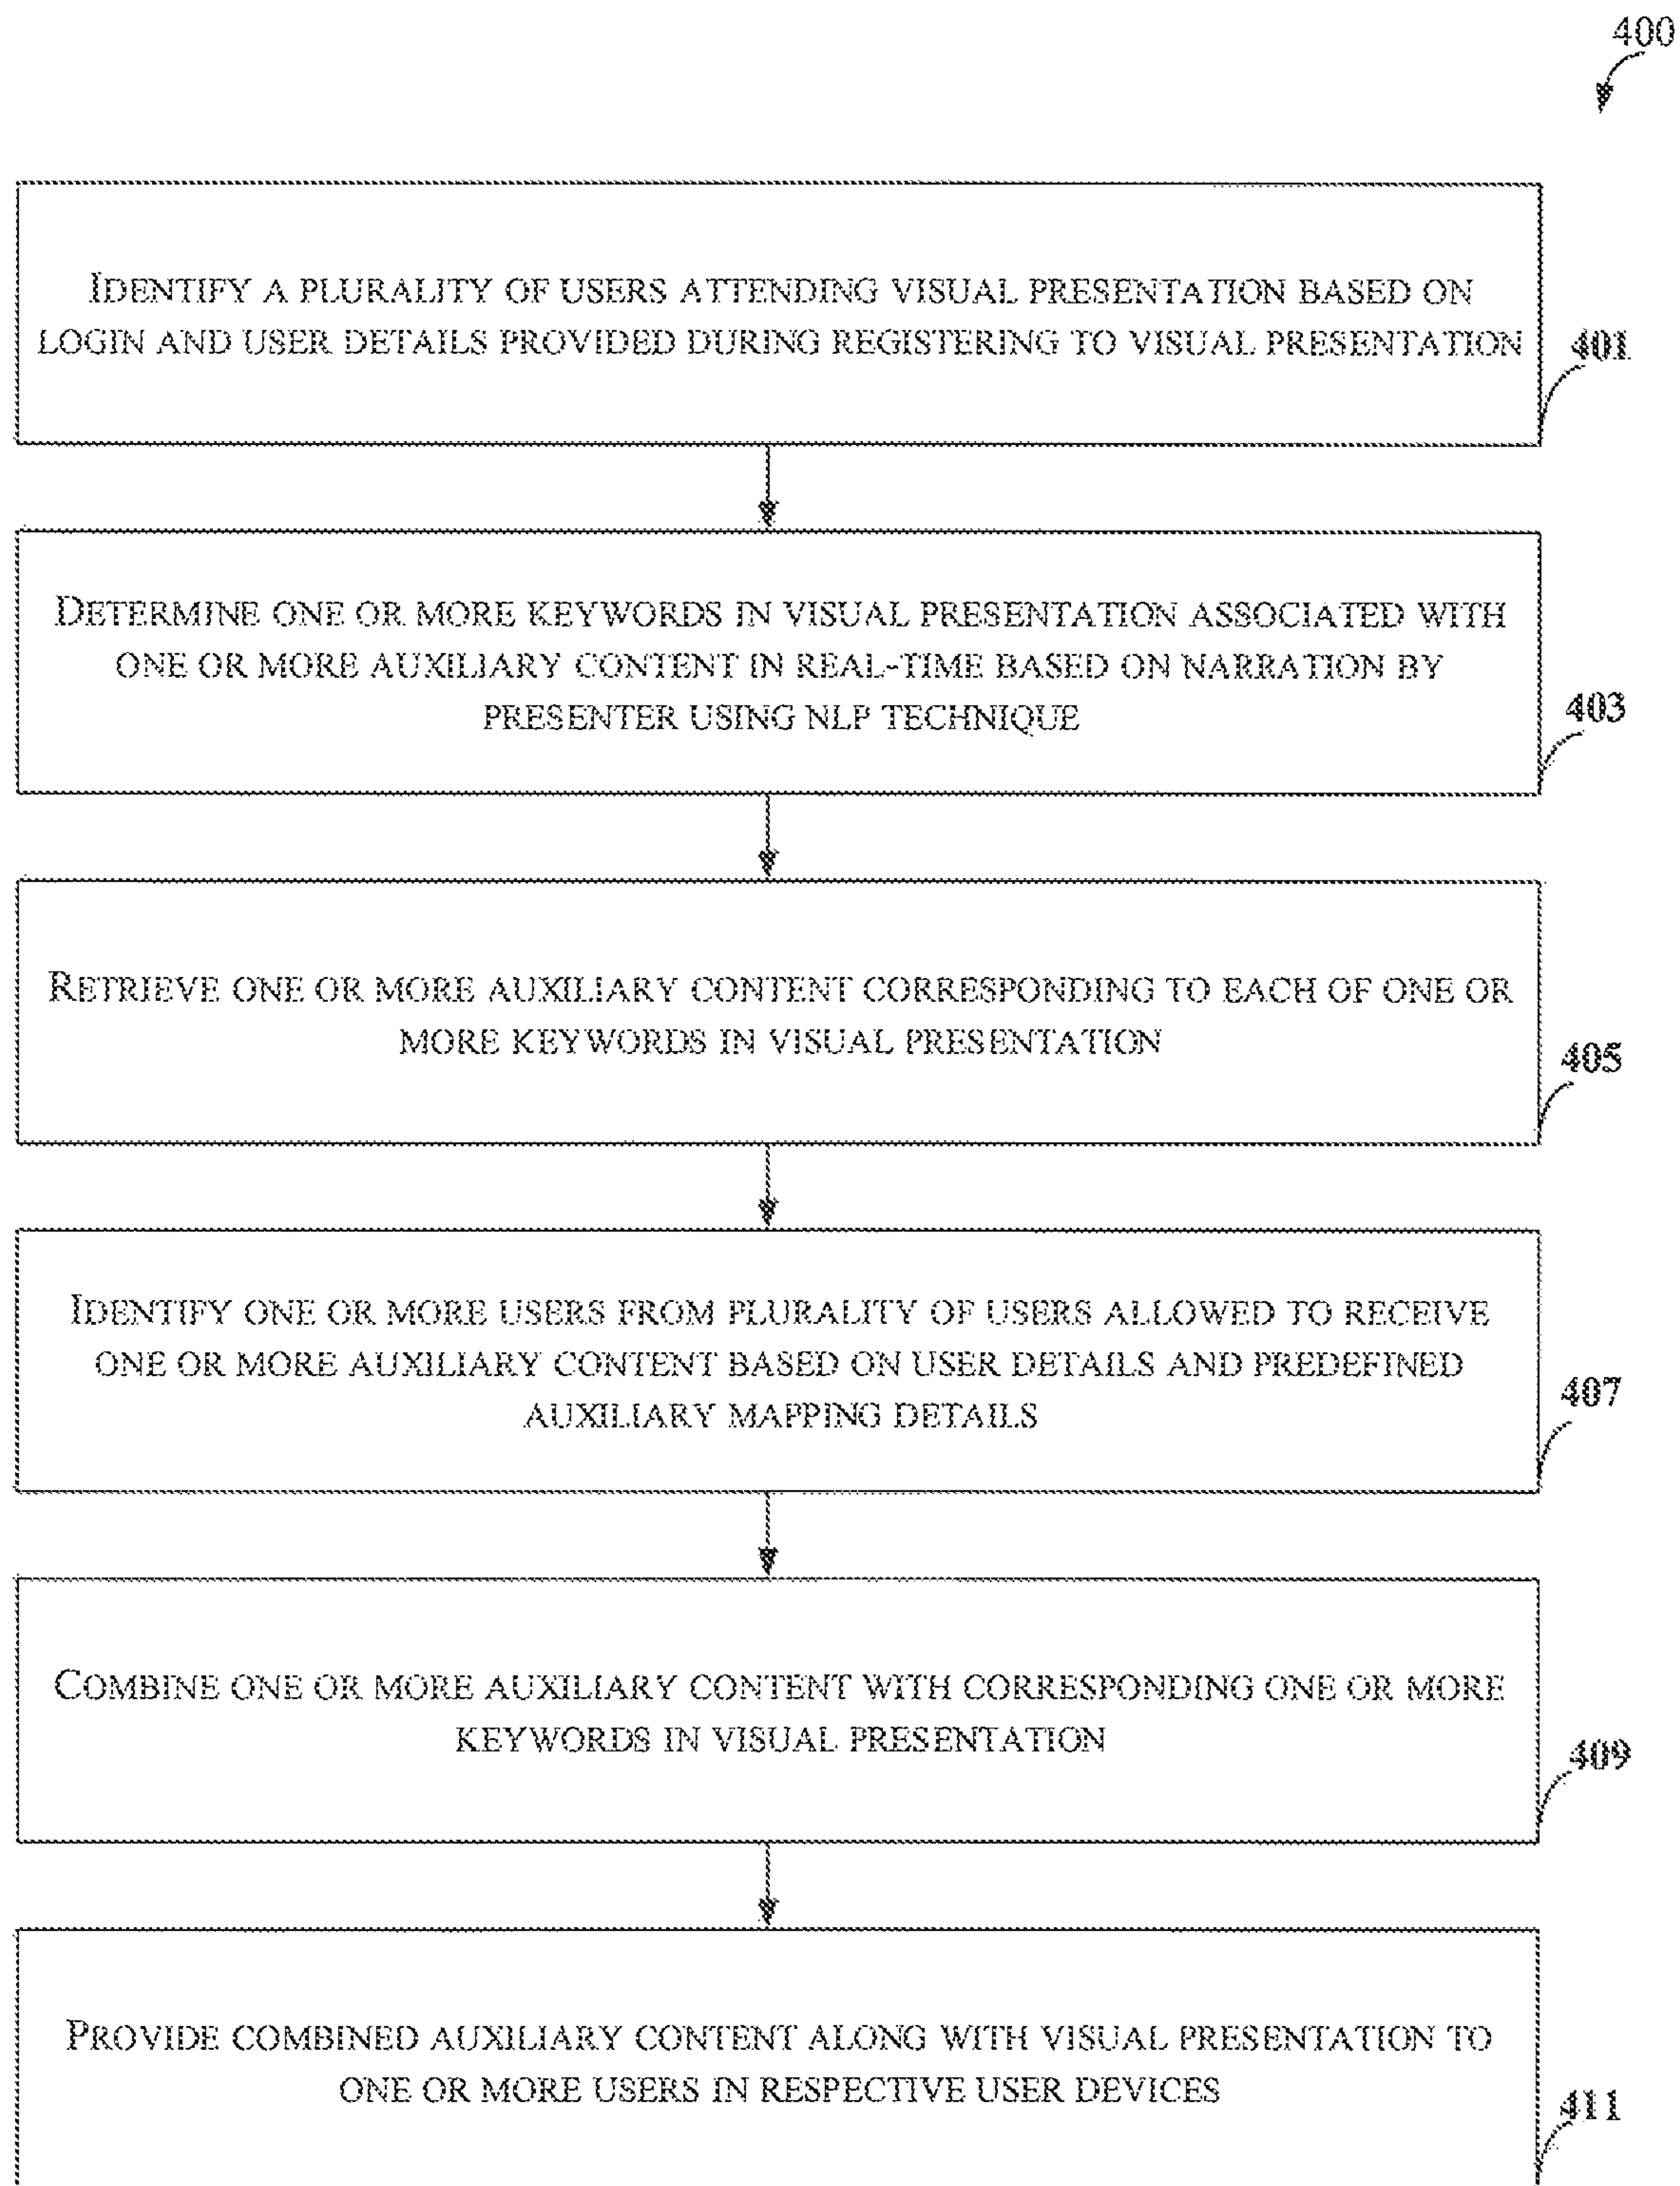 400
IDENTIFY A PLURALITY OF USERS ATTENDING VISUAL PRESENTATION BASED ON
LOGIN AND USER DETAILS PROVIDED DURING REGISTERING TO VISUAL PRESENTATION
401
DETERMINE ONE OR MORE KEYWORDS IN VISUAL PRESENTATION ASSOCIATED WITH
ONE OR MORE AUXILIARY CONTENT IN REAL-TIME BASED ON NARRATION BY
PRESENTER USING NLP TECHNIQUE
403
RETRIEVE ONE OR MORE AUXILIARY CONTENT CORRESPONDING TO EACH OF ONE OR
MORE KEYWORDS IN VISUAL PRESENTATION
405
IDENTIFY ONE OR MORE USERS FROM PLURALITY OF USERS ALLOWED TO RECEIVE
ONE OR MORE AUXILIARY CONTENT BASED ON USER DETAILS AND PREDEFINED
AUXILIARY MAPPING DETAILS
407
COMBINE ONE OR MORE AUXILIARY CONTENT WITH CORRESPONDING ONE OR MORE
KEYWORDS IN VISUAL PRESENTATION
409
PROVIDE COMBINED AUXILIARY CONTENT ALONG WITH VISUAL PRESENTATION TO
ONE OR MORE USERS IN RESPECTIVE USER DEVICES
411